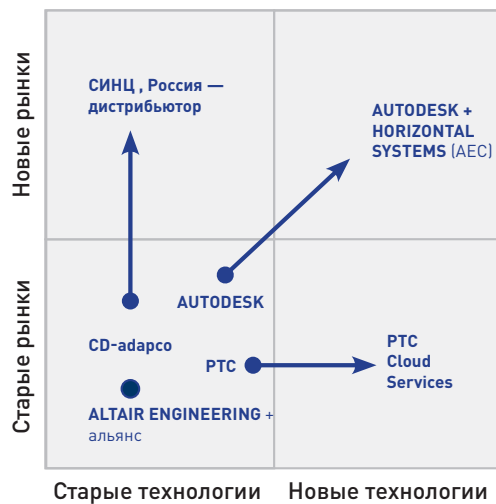 Новые рынки
СИНЦ , Россия —
дистрибьютор
AUTODESK +
HORIZONTAL
SYSTEMS (AEC)
Старые рынки
AUTODESK
CD-adapco
PTC
PTC
Cloud
Services
ALTAIR ENGINEERING +
альянс
Старые технологии
Новые технологии